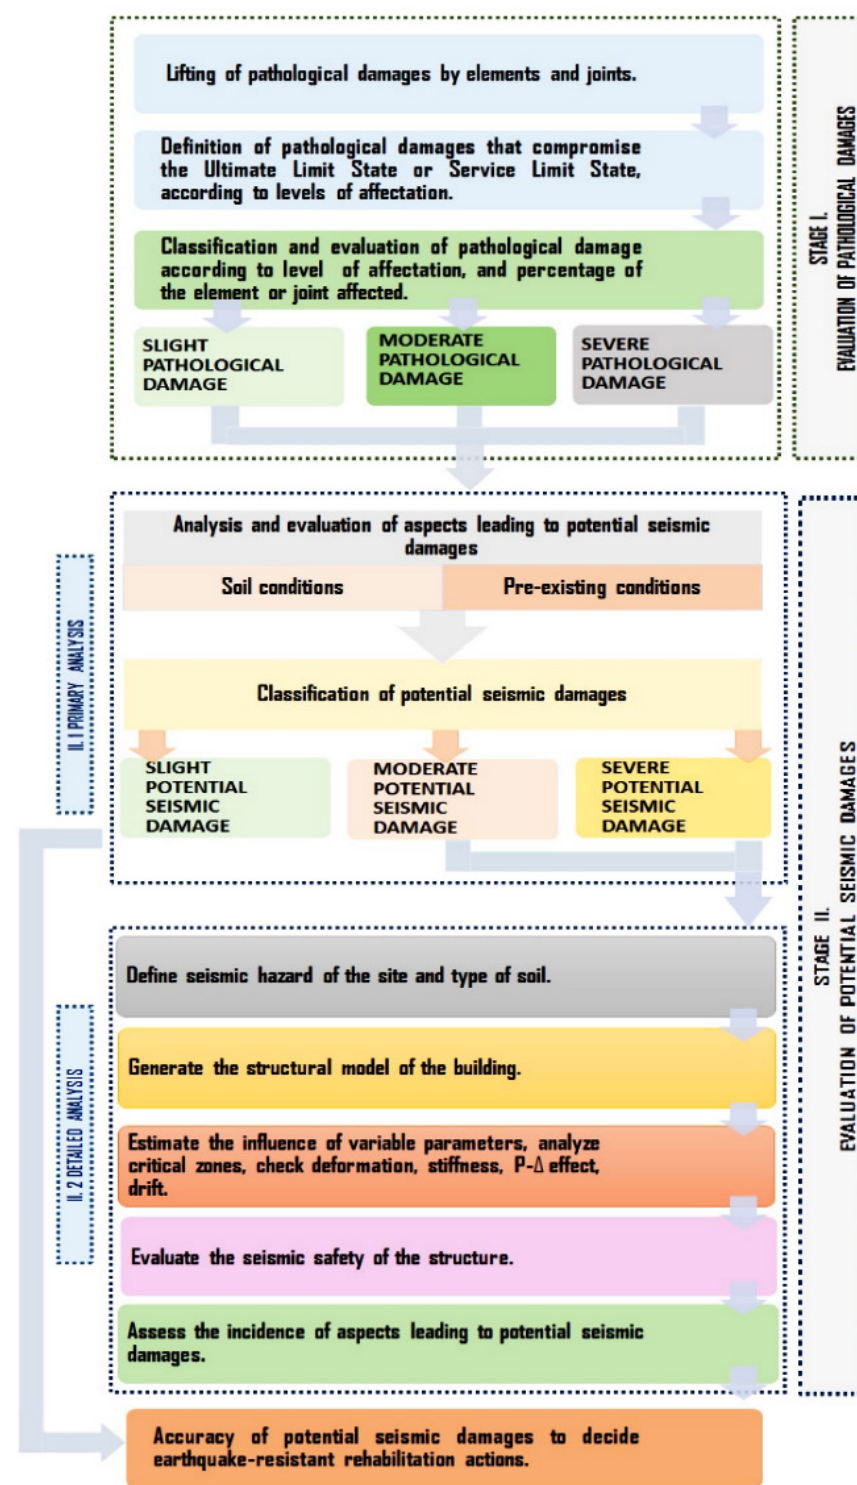 Lifting of pathological damages by elements and joints.
Definition of pathological damages that compromise
the Ultimate Limit State or Service Limit State,
according to levels of affectation.
Classification and evaluation of pathological damage
according to level of affectation, and percentage of
the element or joint affected.
SLIGHT
PATHOLOGICAL
DAMAGE
MODERATE
PATHOLOGICAL
DAMAGE
SEVERE
PATHOLOGICAL
DAMAGE
STAGE I.
EVALUATION OF PATHOLOGICAL DAMAGES
Analysis and evaluation of aspects leading to potential seismic
damages
Soil conditions
Pre-existing conditions
Classification of potential seismic damages
SLIGHT
POTENTIAL
SEISMIC
DAMAGE
MODERATE
POTENTIAL
SEISMIC
DAMAGE
SEVERE
POTENTIAL
SEISMIC
DAMAGE
II. 1 PRIMARY ANALYSIS
Define seismic hazard of the site and type of soil.
Generate the structural model of the building.
Estimate the influence of variable parameters, analyze
critical zones, check deformation, stiffness, P-Δ effect,
drift.
Evaluate the seismic safety of the structure.
Assess the incidence of aspects leading to potential seismic
damages.
II. 2 DETAILED ANALYSIS
STAGE II.
EVALUATION OF POTENTIAL SEISMIC DAMAGES
Accuracy of potential seismic damages to decide
earthquake-resistant rehabilitation actions.